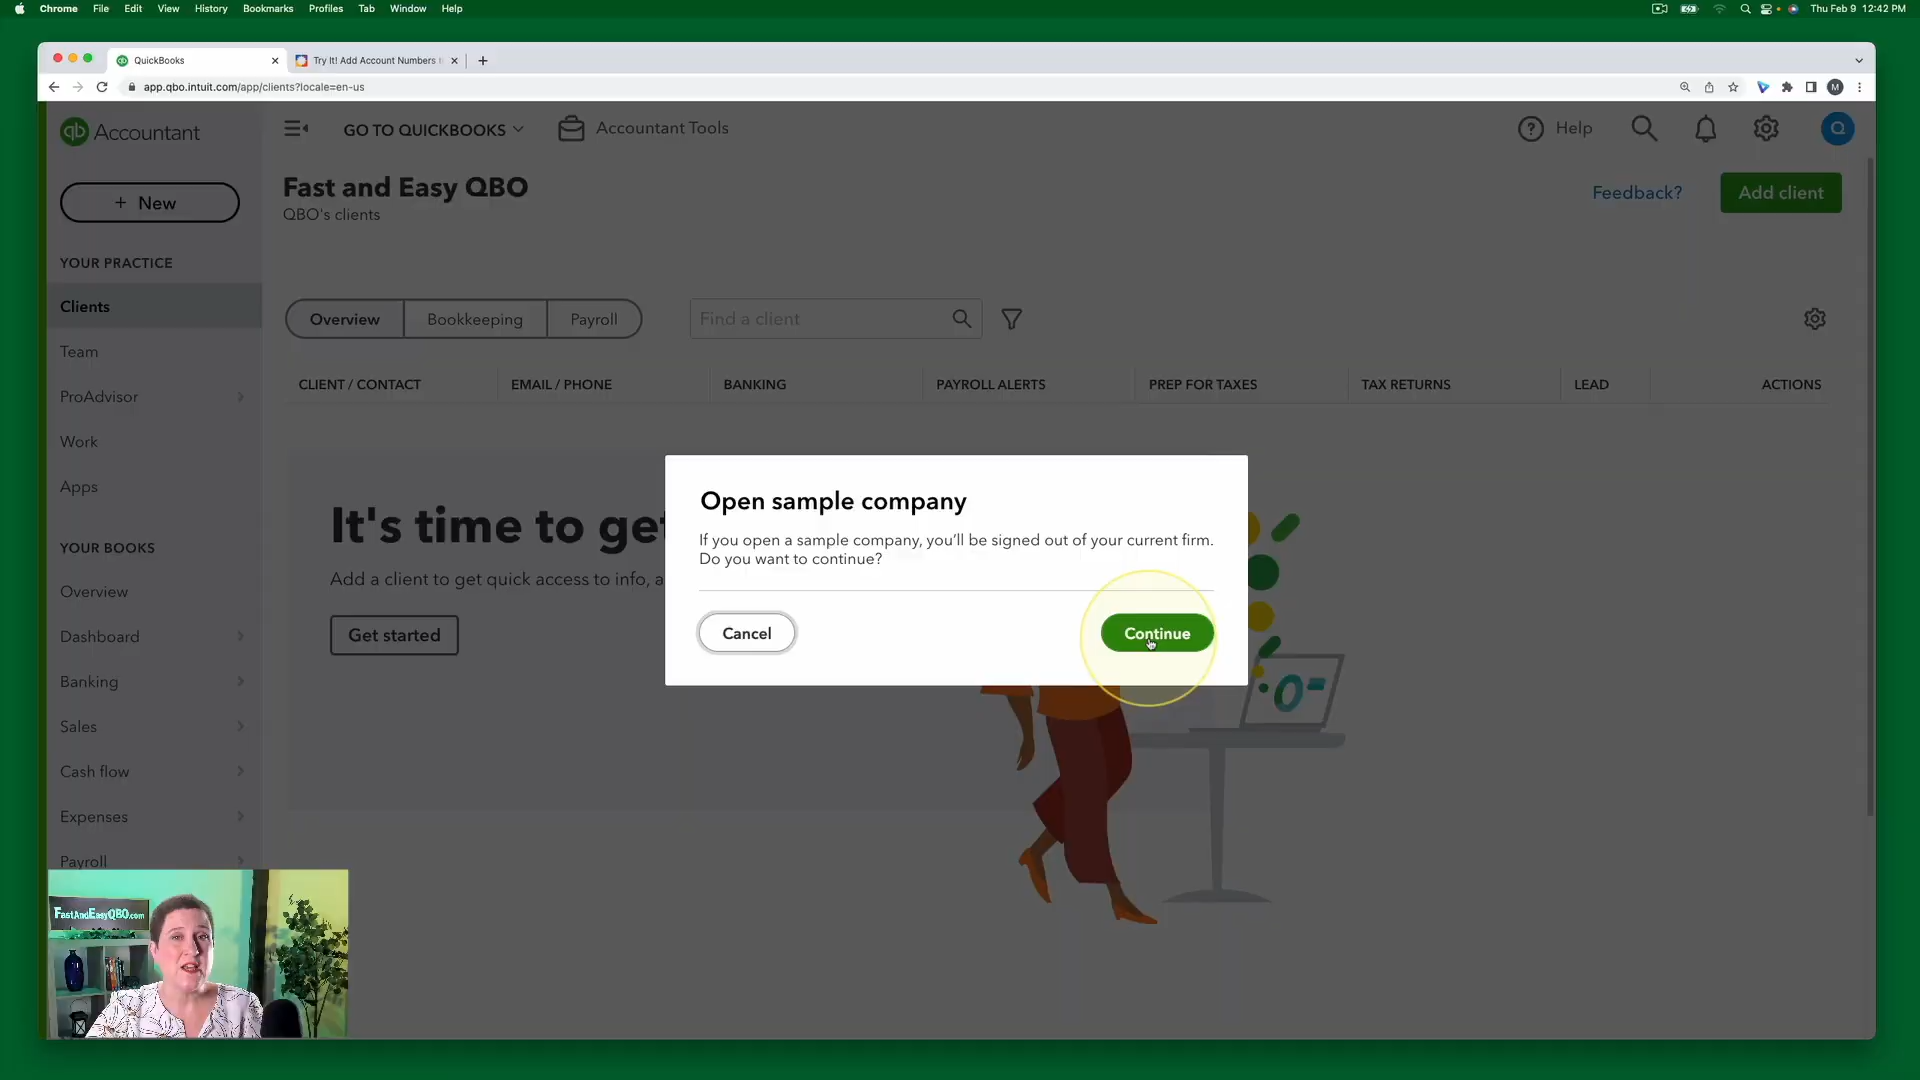 Chrome File Edit View History Bookmarks Profiles Tab Window Help
Thu Feb 9 12:42 PM
QuickBooks
Try It! Add Account Numbers
app.qbo.intuit.com/app/clients?locale=en-us
M
qb Accountant
GO TO QUICKBOOKS
Accountant Tools
Help
Q
+ New
Fast and Easy QBO
QBO's clients
Feedback?
Add client
YOUR PRACTICE
Clients
Team
ProAdvisor
Work
Apps
YOUR BOOKS
Overview
Dashboard
Banking
Sales
Cash flow
Expenses
Payroll
Overview
Bookkeeping
Payroll
Find a client
CLIENT / CONTACT
EMAIL / PHONE
BANKING
PAYROLL ALERTS
PREP FOR TAXES
TAX RETURNS
LEAD
ACTIONS
It's time to get
Add a client to get quick access to info, a
Get started
Open sample company
If you open a sample company, you'll be signed out of your current firm.
Do you want to continue?
Cancel
Continue
FastAndEasyQBO.com